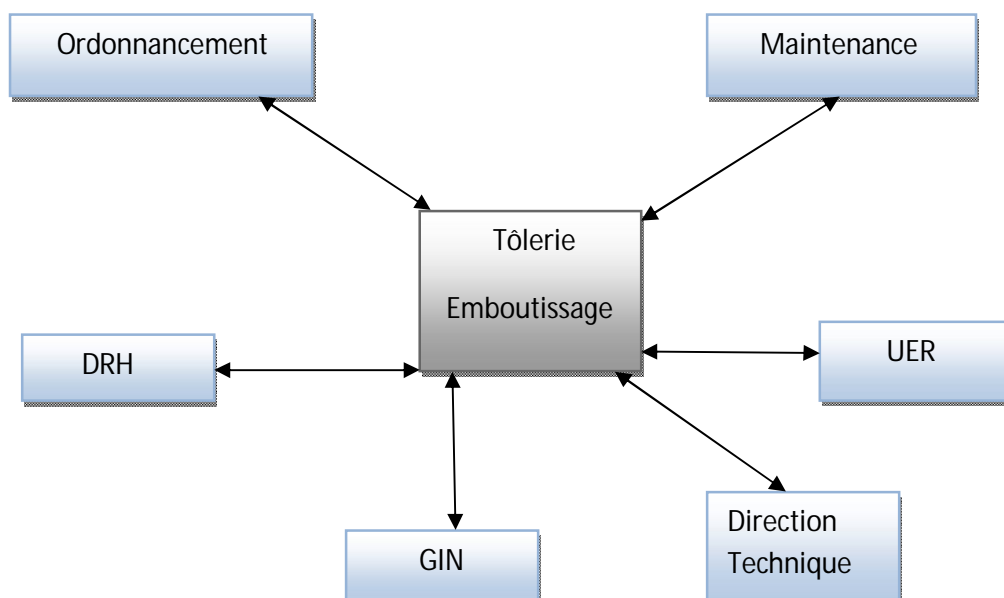 Ordonnancement
Maintenance
Tôlerie
Emboutissage
DRH
UER
GIN
Direction
Technique